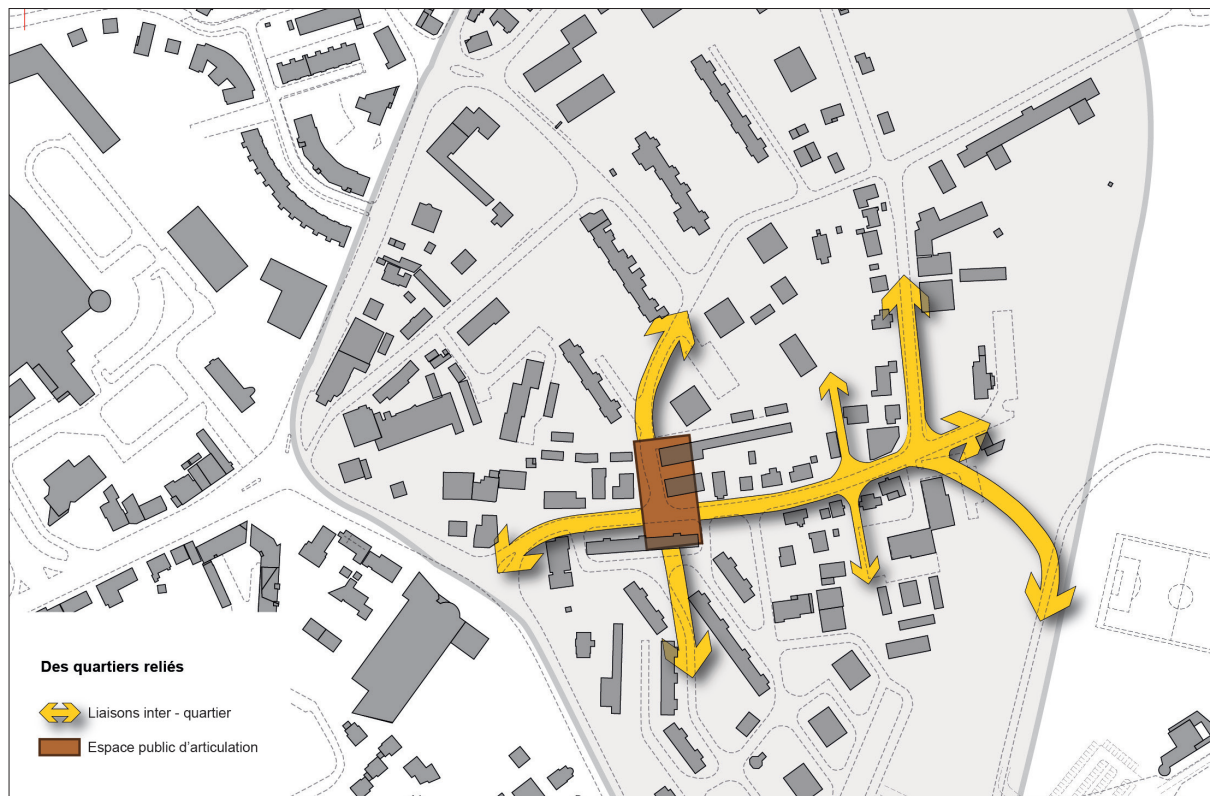 Des quartiers reliés
Liaisons inter - quartier
Espace public d'articulation